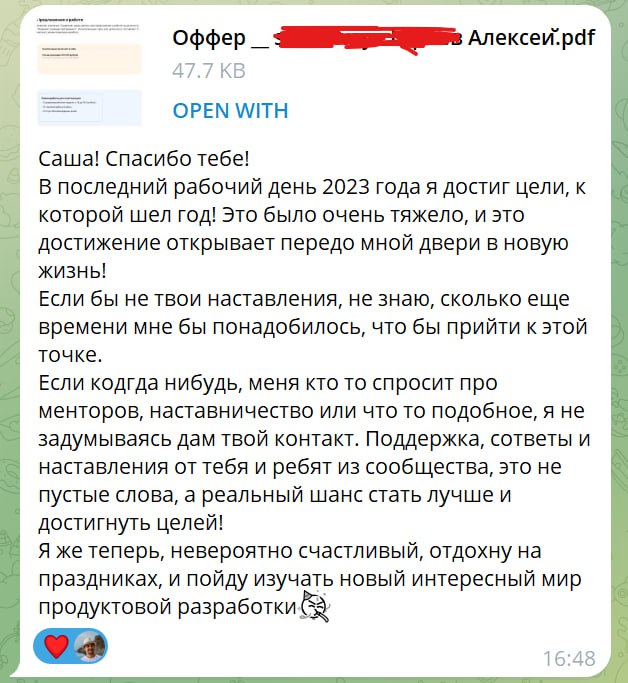 Оффер __ Алексей.pdf
47.7 KB
OPEN WITH
Саша! Спасибо тебе!
В последний рабочий день 2023 года я достиг цели, к
которой шел год! Это было очень тяжело, и это
достижение открывает передо мной двери в новую
жизнь!
Если бы не твои наставления, не знаю, сколько еще
времени мне бы понадобилось, что бы прийти к этой
точке.
Если кодгда нибудь, меня кто то спросит про
менторов, наставничество или что то подобное, я не
задумываясь дам твой контакт. Поддержка, сответы и
наставления от тебя и ребят из сообщества, это не
пустые слова, а реальный шанс стать лучше и
достигнуть целей!
Я же теперь, невероятно счастливый, отдохну на
праздниках, и пойду изучать новый интересный мир
продуктовой разработки
16:48